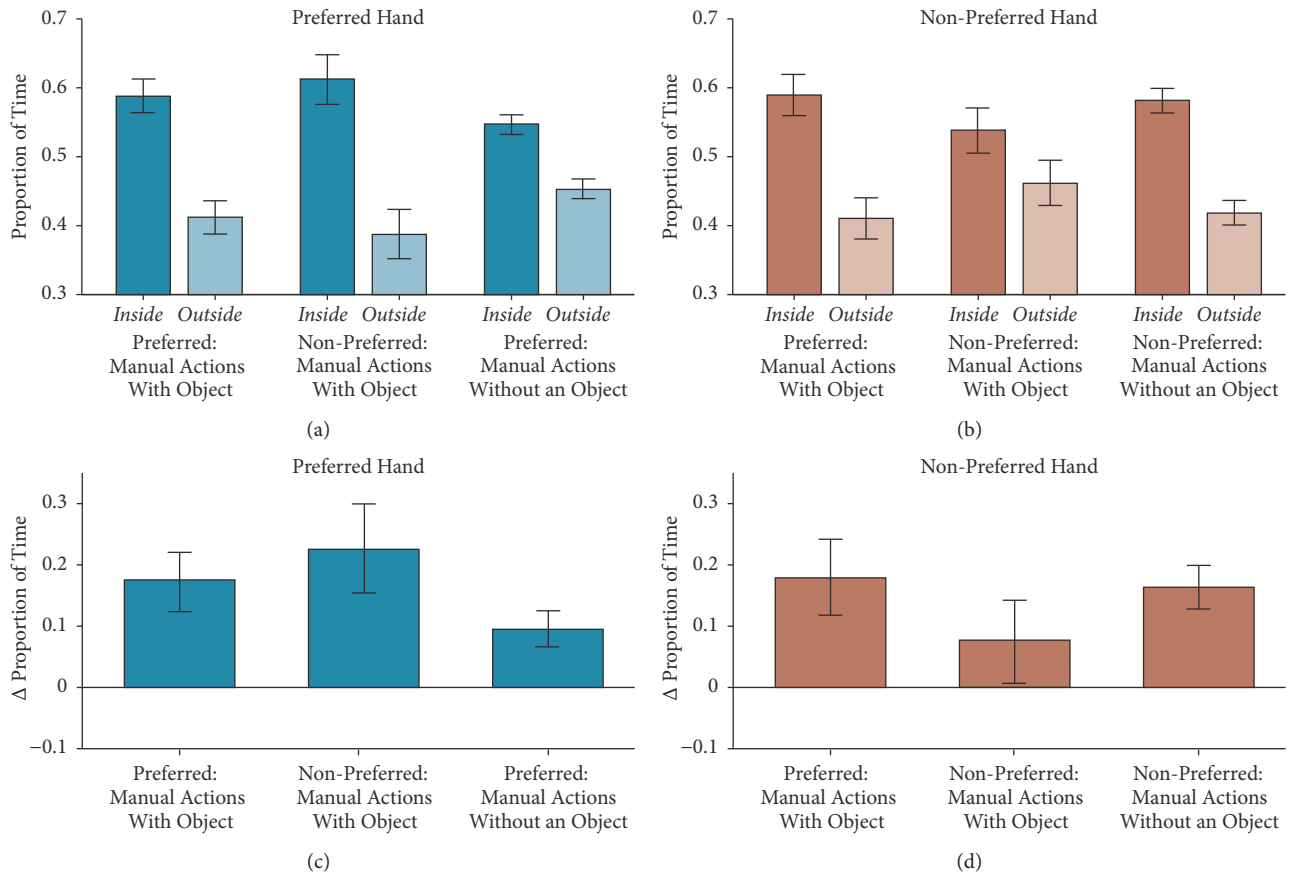 Preferred Hand
Proportion of Time
0.7
0.6
0.5
0.4
0.3
Inside Outside Inside Outside Inside Outside
Preferred: Manual Actions With Object
Non-Preferred: Manual Actions With Object
Preferred: Manual Actions Without an Object
(a)
Non-Preferred Hand
Proportion of Time
0.7
0.6
0.5
0.4
0.3
Inside Outside Inside Outside Inside Outside
Preferred: Manual Actions With Object
Non-Preferred: Manual Actions With Object
Non-Preferred: Manual Actions Without an Object
(b)
Preferred Hand
Δ Proportion of Time
0.3
0.2
0.1
0
−0.1
Preferred: Manual Actions With Object
Non-Preferred: Manual Actions With Object
Preferred: Manual Actions Without an Object
(c)
Non-Preferred Hand
Δ Proportion of Time
0.3
0.2
0.1
0
−0.1
Preferred: Manual Actions With Object
Non-Preferred: Manual Actions With Object
Non-Preferred: Manual Actions Without an Object
(d)